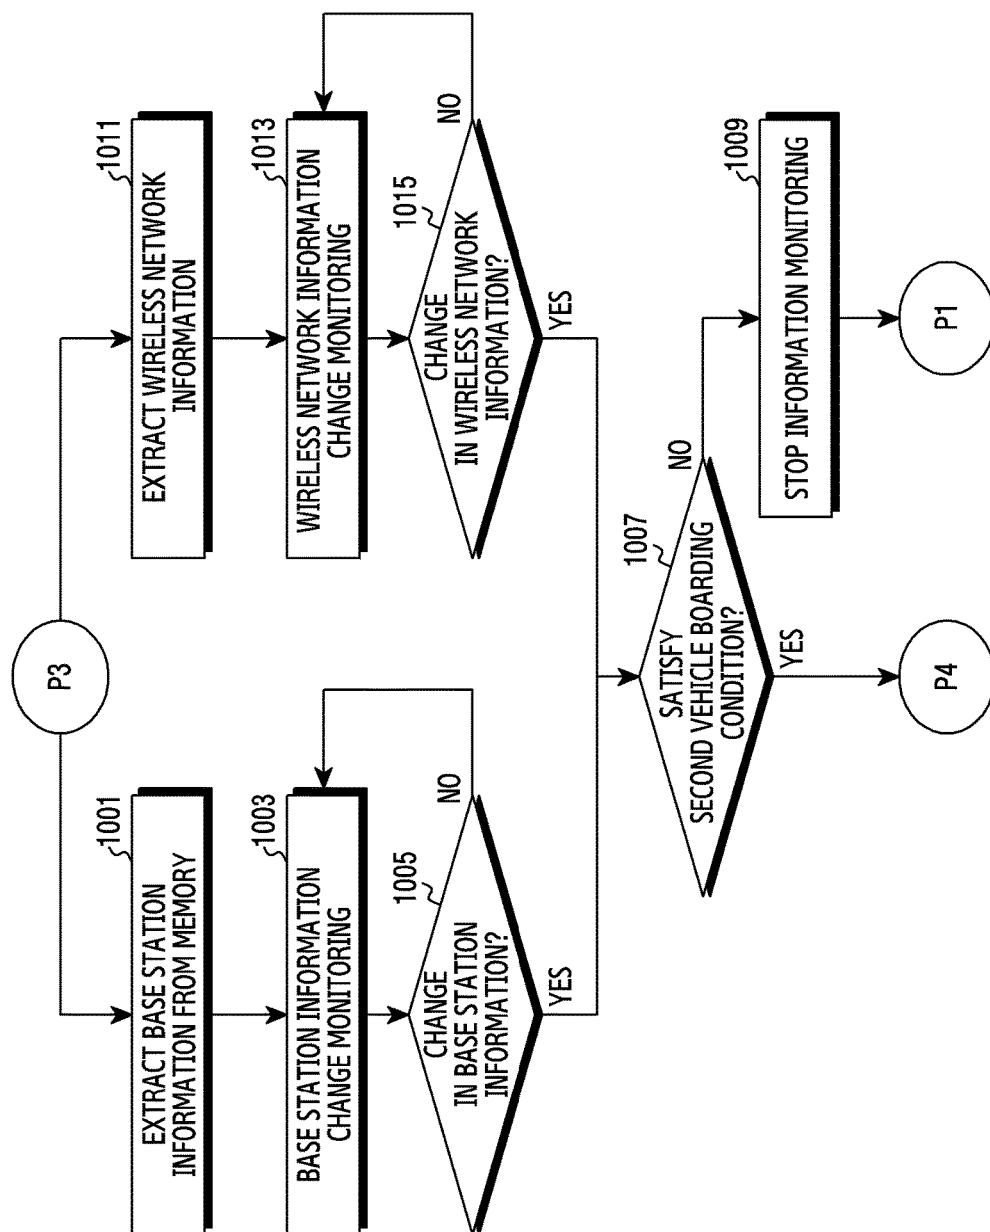 P3
1001
EXTRACT BASE STATION
INFORMATION FROM MEMORY
1003
BASE STATION INFORMATION
CHANGE MONITORING
1005
CHANGE
IN BASE STATION
INFORMATION?
NO
YES
1011
EXTRACT WIRELESS NETWORK
INFORMATION
1013
WIRELESS NETWORK INFORMATION
CHANGE MONITORING
1015
CHANGE
IN WIRELESS NETWORK
INFORMATION?
NO
YES
1007
SATISFY
SECOND VEHICLE BOARDING
CONDITION?
NO
YES
1009
STOP INFORMATION MONITORING
P4
P1